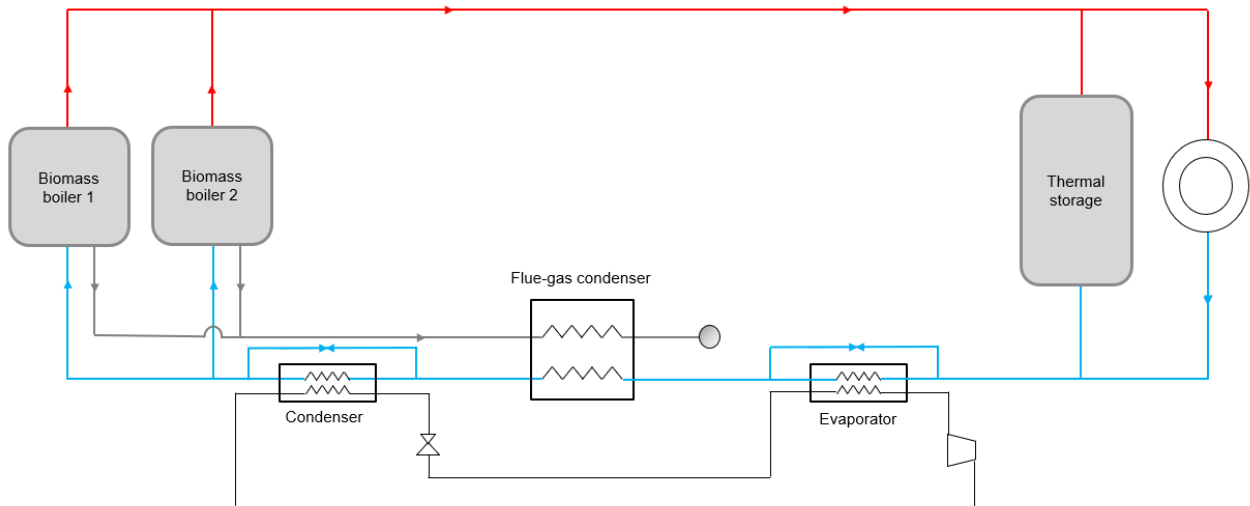 Biomass
boiler 1
Biomass
boiler 2
Thermal
storage
Flue-gas condenser
Condenser
Evaporator